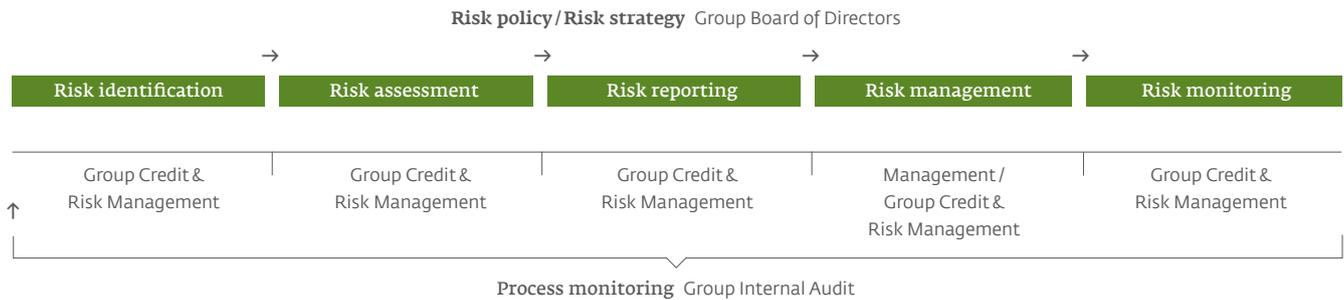 Risk policy / Risk strategy Group Board of Directors
→ → → →
Risk identification Risk assessment Risk reporting Risk management Risk monitoring
Group Credit & Group Credit & Group Credit & Management / Group Credit &
Risk Management Risk Management Risk Management Group Credit & Risk Management
Risk Management
Process monitoring Group Internal Audit